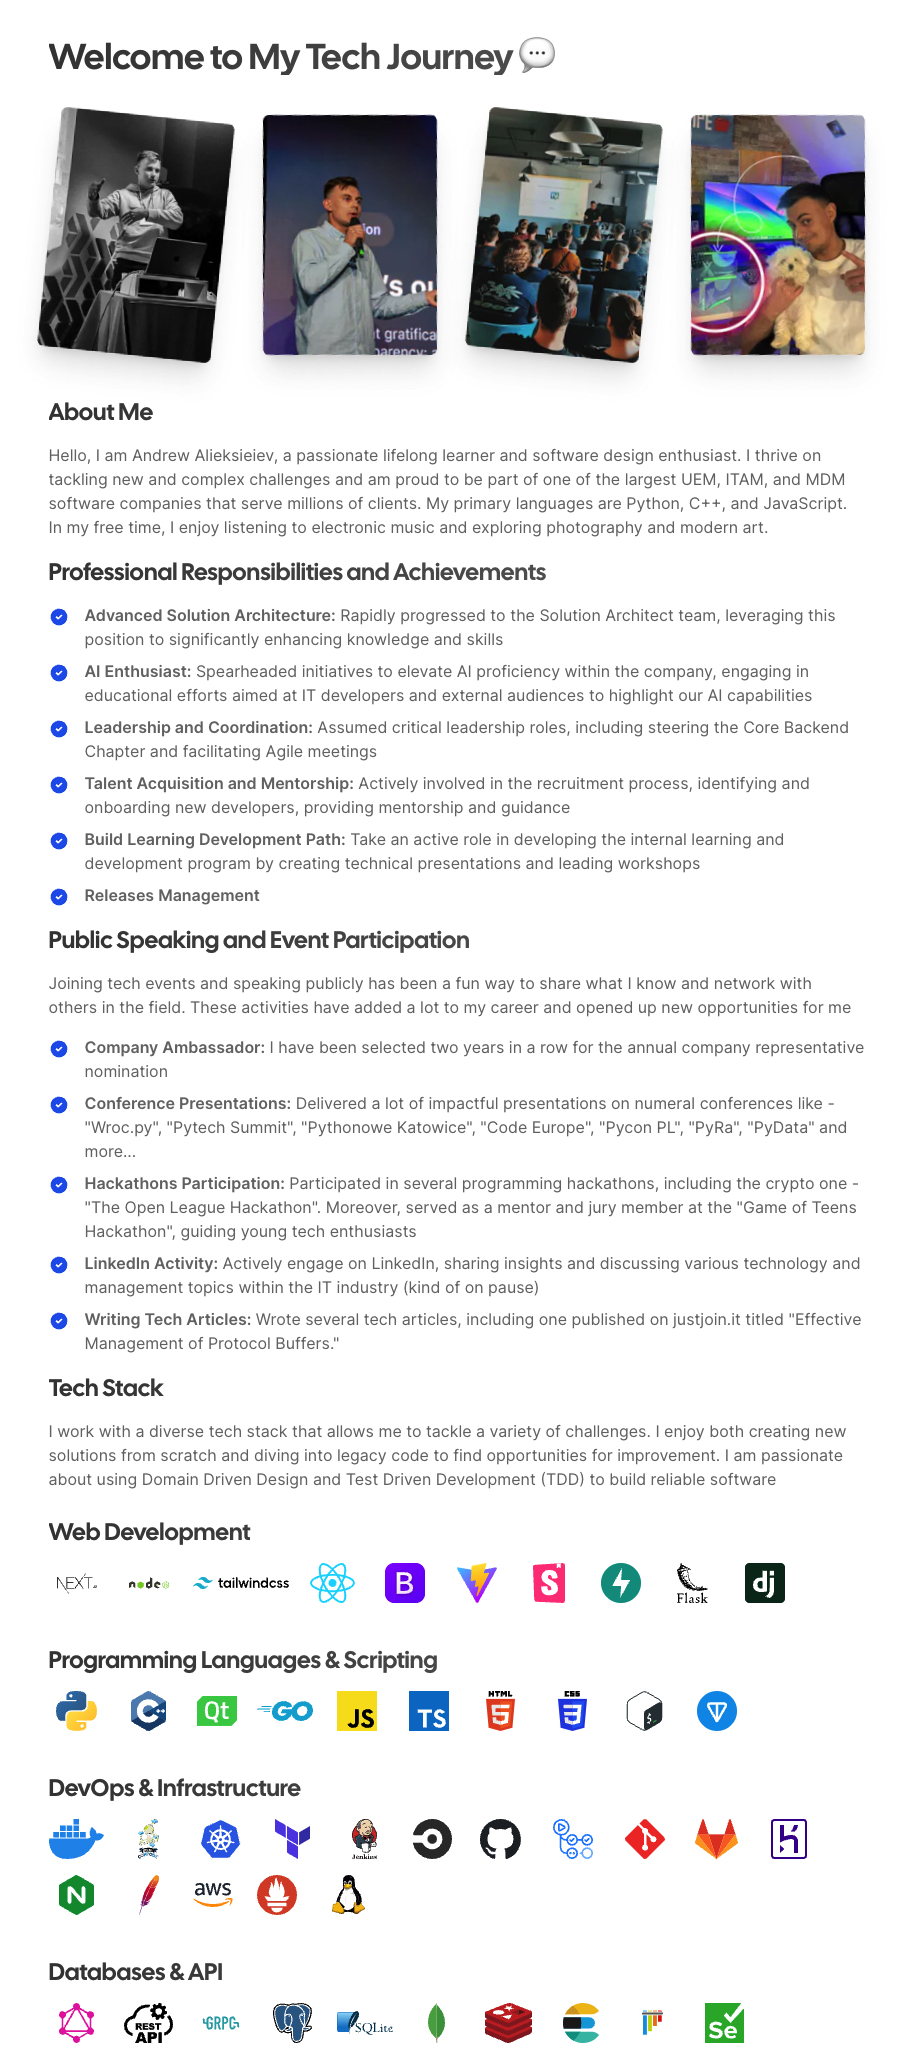 Welcome to My Tech Journey
ion
's ou
t gratifica
parency: a
IFE
About Me
Hello, I am Andrew Alieksieiev, a passionate lifelong learner and software design enthusiast. I thrive on
tackling new and complex challenges and am proud to be part of one of the largest UEM, ITAM, and MDM
software companies that serve millions of clients. My primary languages are Python, C++, and JavaScript.
In my free time, I enjoy listening to electronic music and exploring photography and modern art.
Professional Responsibilities and Achievements
Advanced Solution Architecture: Rapidly progressed to the Solution Architect team, leveraging this
position to significantly enhancing knowledge and skills
AI Enthusiast: Spearheaded initiatives to elevate AI proficiency within the company, engaging in
educational efforts aimed at IT developers and external audiences to highlight our AI capabilities
Leadership and Coordination: Assumed critical leadership roles, including steering the Core Backend
Chapter and facilitating Agile meetings
Talent Acquisition and Mentorship: Actively involved in the recruitment process, identifying and
onboarding new developers, providing mentorship and guidance
Build Learning Development Path: Take an active role in developing the internal learning and
development program by creating technical presentations and leading workshops
Releases Management
Public Speaking and Event Participation
Joining tech events and speaking publicly has been a fun way to share what I know and network with
others in the field. These activities have added a lot to my career and opened up new opportunities for me
Company Ambassador: I have been selected two years in a row for the annual company representative
nomination
Conference Presentations: Delivered a lot of impactful presentations on numeral conferences like -
"Wroc.py", "Pytech Summit", "Pythonowe Katowice", "Code Europe", "Pycon PL", "PyRa", "PyData" and
more...
Hackathons Participation: Participated in several programming hackathons, including the crypto one -
"The Open League Hackathon". Moreover, served as a mentor and jury member at the "Game of Teens
Hackathon", guiding young tech enthusiasts
LinkedIn Activity: Actively engage on LinkedIn, sharing insights and discussing various technology and
management topics within the IT industry (kind of on pause)
Writing Tech Articles: Wrote several tech articles, including one published on justjoin.it titled "Effective
Management of Protocol Buffers."
Tech Stack
I work with a diverse tech stack that allows me to tackle a variety of challenges. I enjoy both creating new
solutions from scratch and diving into legacy code to find opportunities for improvement. I am passionate
about using Domain Driven Design and Test Driven Development (TDD) to build reliable software
Web Development
NEXT.JS node JS tailwindcss B S Flask dj
Programming Languages & Scripting
C++ Qt GO JS TS HTML 5 CSS 3 $_
DevOps & Infrastructure
Jenkins
N aws
Databases & API
REST API GRPC SQLite Se